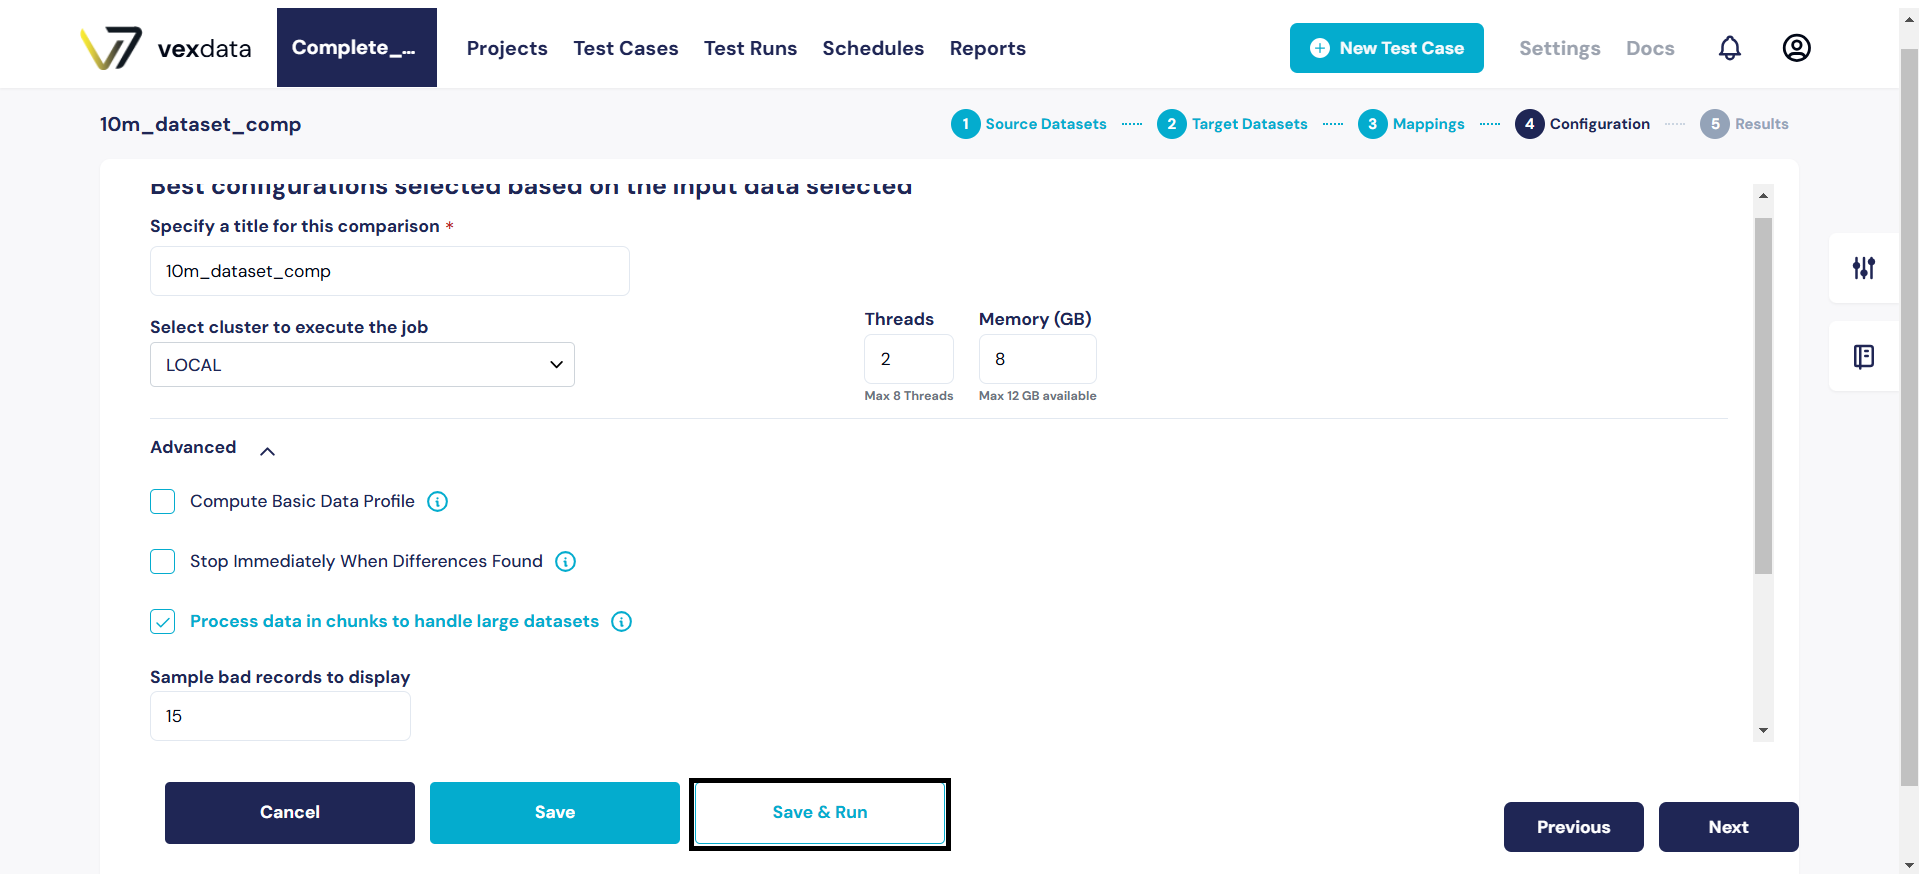 vexdata
Complete_...
Projects Test Cases Test Runs Schedules Reports
New Test Case
Settings Docs
10m_dataset_comp
1 Source Datasets 2 Target Datasets 3 Mappings 4 Configuration 5 Results
Best configurations selected based on the input data selected
Specify a title for this comparison *
10m_dataset_comp
Select cluster to execute the job
LOCAL
Threads Memory (GB)
2 8
Max 8 Threads Max 12 GB available
Advanced
Compute Basic Data Profile
Stop Immediately When Differences Found
Process data in chunks to handle large datasets
Sample bad records to display
15
Cancel Save Save & Run
Previous Next